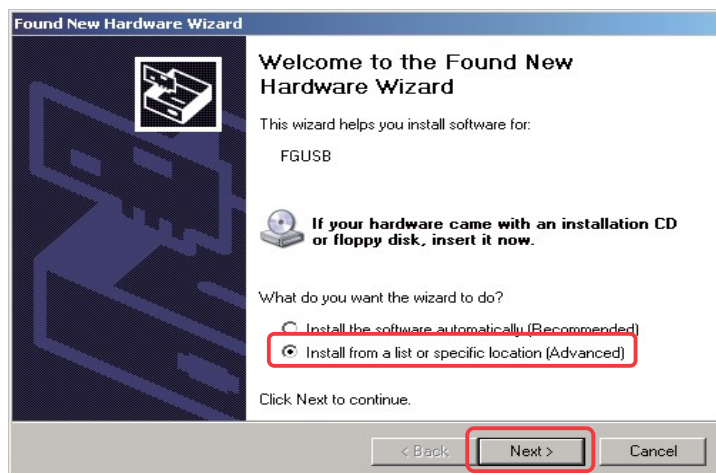 Found New Hardware Wizard
Welcome to the Found New
Hardware Wizard
This wizard helps you install software for:
FGUSB
If your hardware came with an installation CD
or floppy disk, insert it now.
What do you want the wizard to do?
Install the software automatically (Recommended)
Install from a list or specific location (Advanced)
Click Next to continue.
< Back
Next >
Cancel